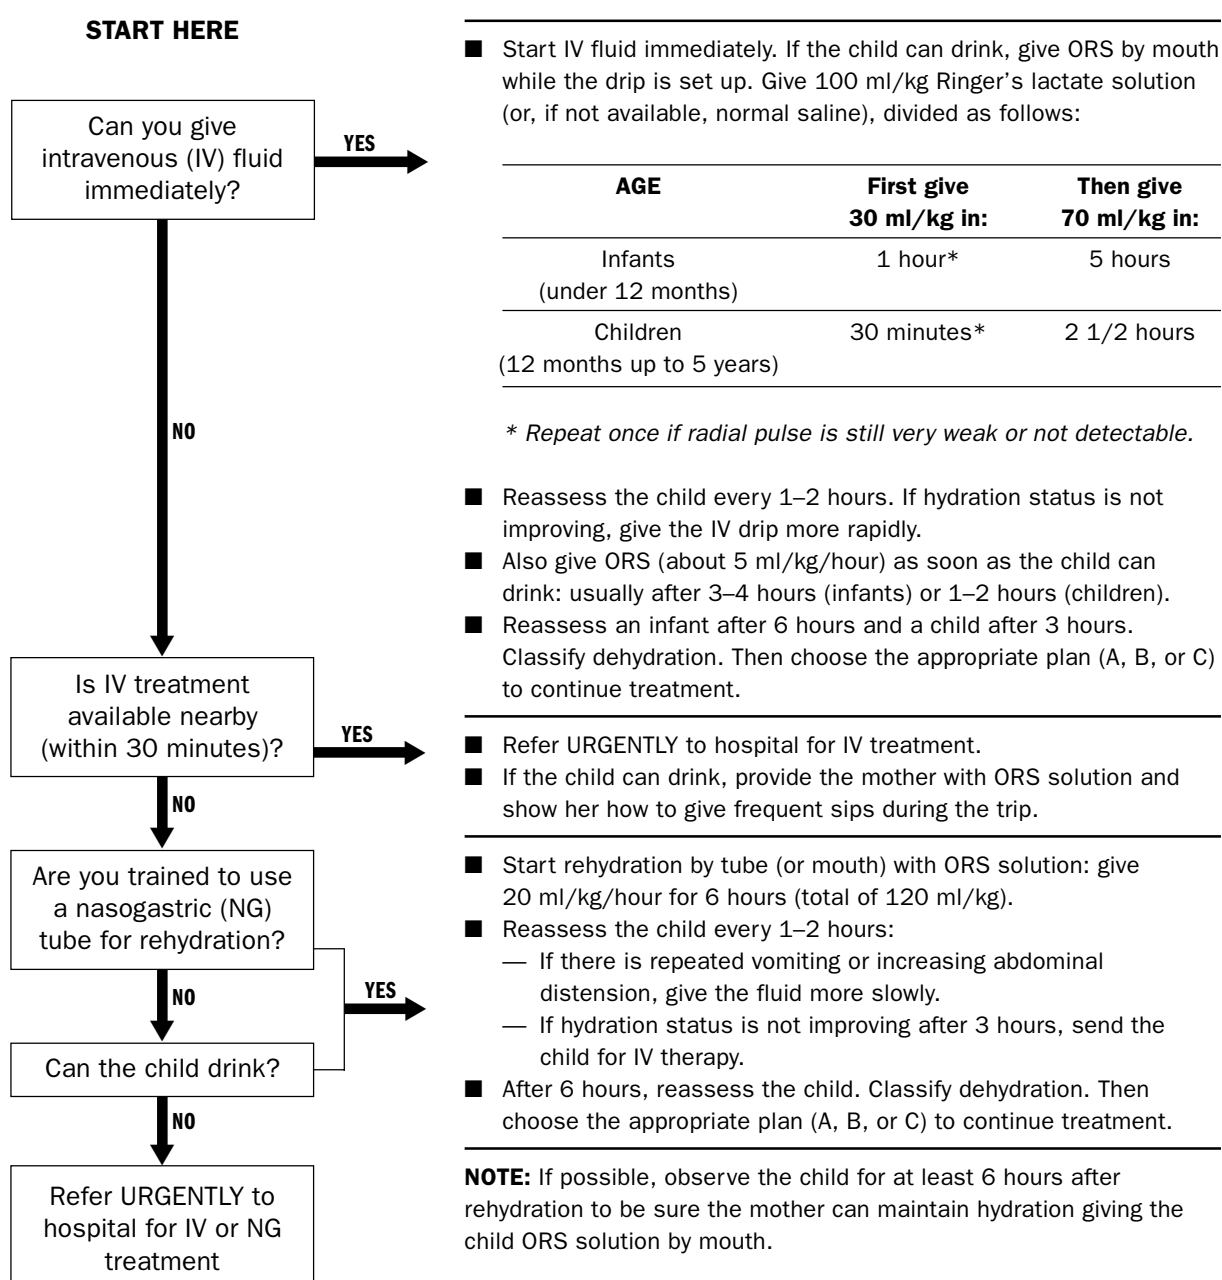 START HERE
Can you give
intravenous (IV) fluid
immediately?
YES
■ Start IV fluid immediately. If the child can drink, give ORS by mouth
while the drip is set up. Give 100 ml/kg Ringer’s lactate solution
(or, if not available, normal saline), divided as follows:
AGE First give Then give
30 ml/kg in: 70 ml/kg in:
Infants 1 hour* 5 hours
(under 12 months)
Children 30 minutes* 2 1/2 hours
(12 months up to 5 years)
* Repeat once if radial pulse is still very weak or not detectable.
■ Reassess the child every 1–2 hours. If hydration status is not
improving, give the IV drip more rapidly.
■ Also give ORS (about 5 ml/kg/hour) as soon as the child can
drink: usually after 3–4 hours (infants) or 1–2 hours (children).
■ Reassess an infant after 6 hours and a child after 3 hours.
Classify dehydration. Then choose the appropriate plan (A, B, or C)
to continue treatment.
NO
Is IV treatment
available nearby
(within 30 minutes)?
YES
■ Refer URGENTLY to hospital for IV treatment.
■ If the child can drink, provide the mother with ORS solution and
show her how to give frequent sips during the trip.
NO
Are you trained to use
a nasogastric (NG)
tube for rehydration?
NO
YES
Can the child drink?
■ Start rehydration by tube (or mouth) with ORS solution: give
20 ml/kg/hour for 6 hours (total of 120 ml/kg).
■ Reassess the child every 1–2 hours:
— If there is repeated vomiting or increasing abdominal
distension, give the fluid more slowly.
— If hydration status is not improving after 3 hours, send the
child for IV therapy.
■ After 6 hours, reassess the child. Classify dehydration. Then
choose the appropriate plan (A, B, or C) to continue treatment.
NO
Refer URGENTLY to
hospital for IV or NG
treatment
NOTE: If possible, observe the child for at least 6 hours after
rehydration to be sure the mother can maintain hydration giving the
child ORS solution by mouth.